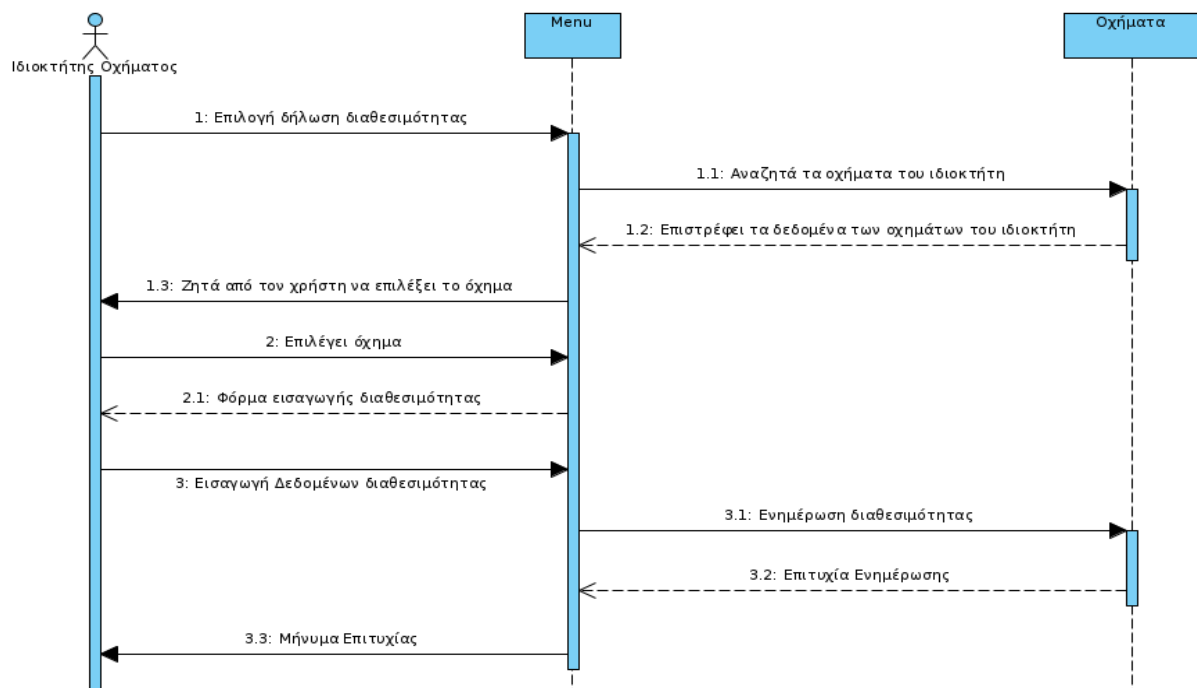 Menu
Οχήματα
Ιδιοκτήτης Οχήματος
1: Επιλογή δήλωση διαθεσιμότητας
1.1: Αναζητά τα οχήματα του ιδιοκτήτη
1.2: Επιστρέφει τα δεδομένα των οχημάτων του ιδιοκτήτη
1.3: Ζητά από τον χρήστη να επιλέξει το όχημα
2: Επιλέγει όχημα
2.1: Φόρμα εισαγωγής διαθεσιμότητας
3: Εισαγωγή Δεδομένων διαθεσιμότητας
3.1: Ενημέρωση διαθεσιμότητας
3.2: Επιτυχία Ενημέρωσης
3.3: Μήνυμα Επιτυχίας